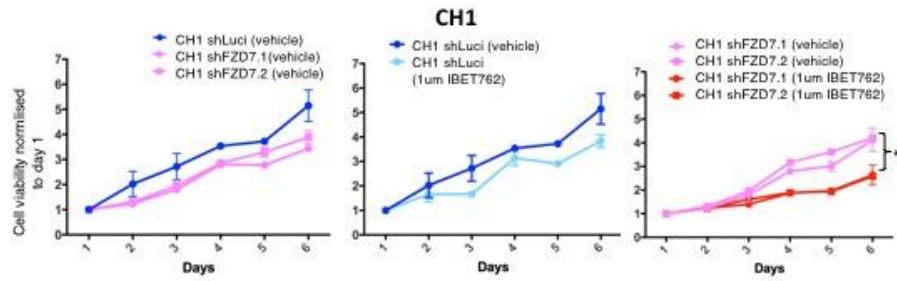 CH1
CH1 shLuci (vehicle)
CH1 shFZD7.1(vehicle)
CH1 shFZD7.2 (vehicle)
Cell viability normalised
to day 1
7
6
5
4
3
2
1
0
1 2 3 4 5 6
Days
CH1 shLuci (vehicle)
CH1 shLuci
(1um IBET762)
7
6
5
4
3
2
1
0
1 2 3 4 5 6
Days
CH1 shFZD7.1 (vehicle)
CH1 shFZD7.2 (vehicle)
CH1 shFZD7.1 (1um IBET762)
CH1 shFZD7.2 (1um IBET762)
7
6
5
4
3
2
1
0
1 2 3 4 5 6
Days